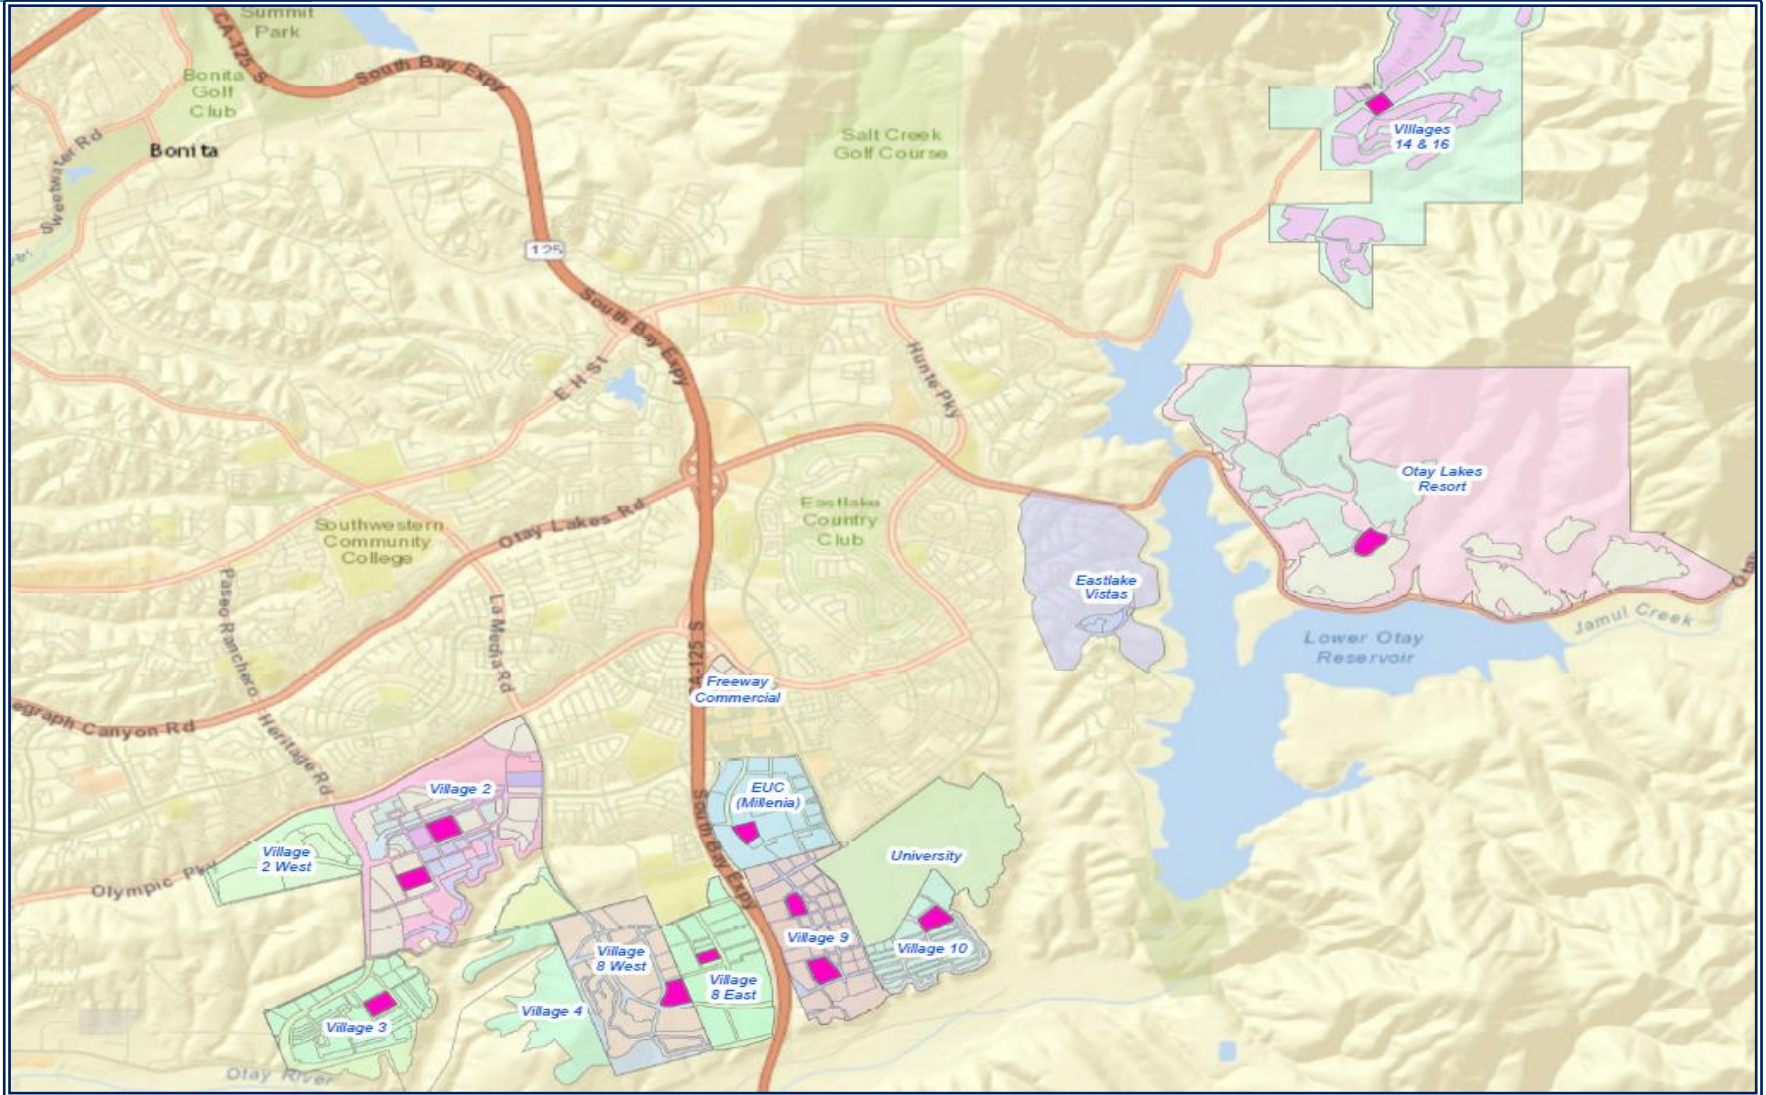 Summit
Park
CA-125 S
South Bay Expy
Bonita
Golf
Club
Sweetwater Rd
Bonita
Salt Creek
Golf Course
Villages
14 & 16
125
South Bay Expy
E H St
Hunte Pky
Otay Lakes
Resort
Eastlake
Country
Club
Otay Lakes Rd
Southwestern
Community
College
Eastlake
Vistas
Paseo Ranchero
La Media Rd
A-125 S
Lower Otay
Reservoir
Jamul Creek
Otay
Freeway
Commercial
egraph Canyon Rd
Heritage Rd
Village 2
EUC
(Millenia)
South Bay Expy
Village
2 West
University
Olympic Pky
Village 9
Village 10
Village
8 West
Village
8 East
Village 4
Village 3
Otay River